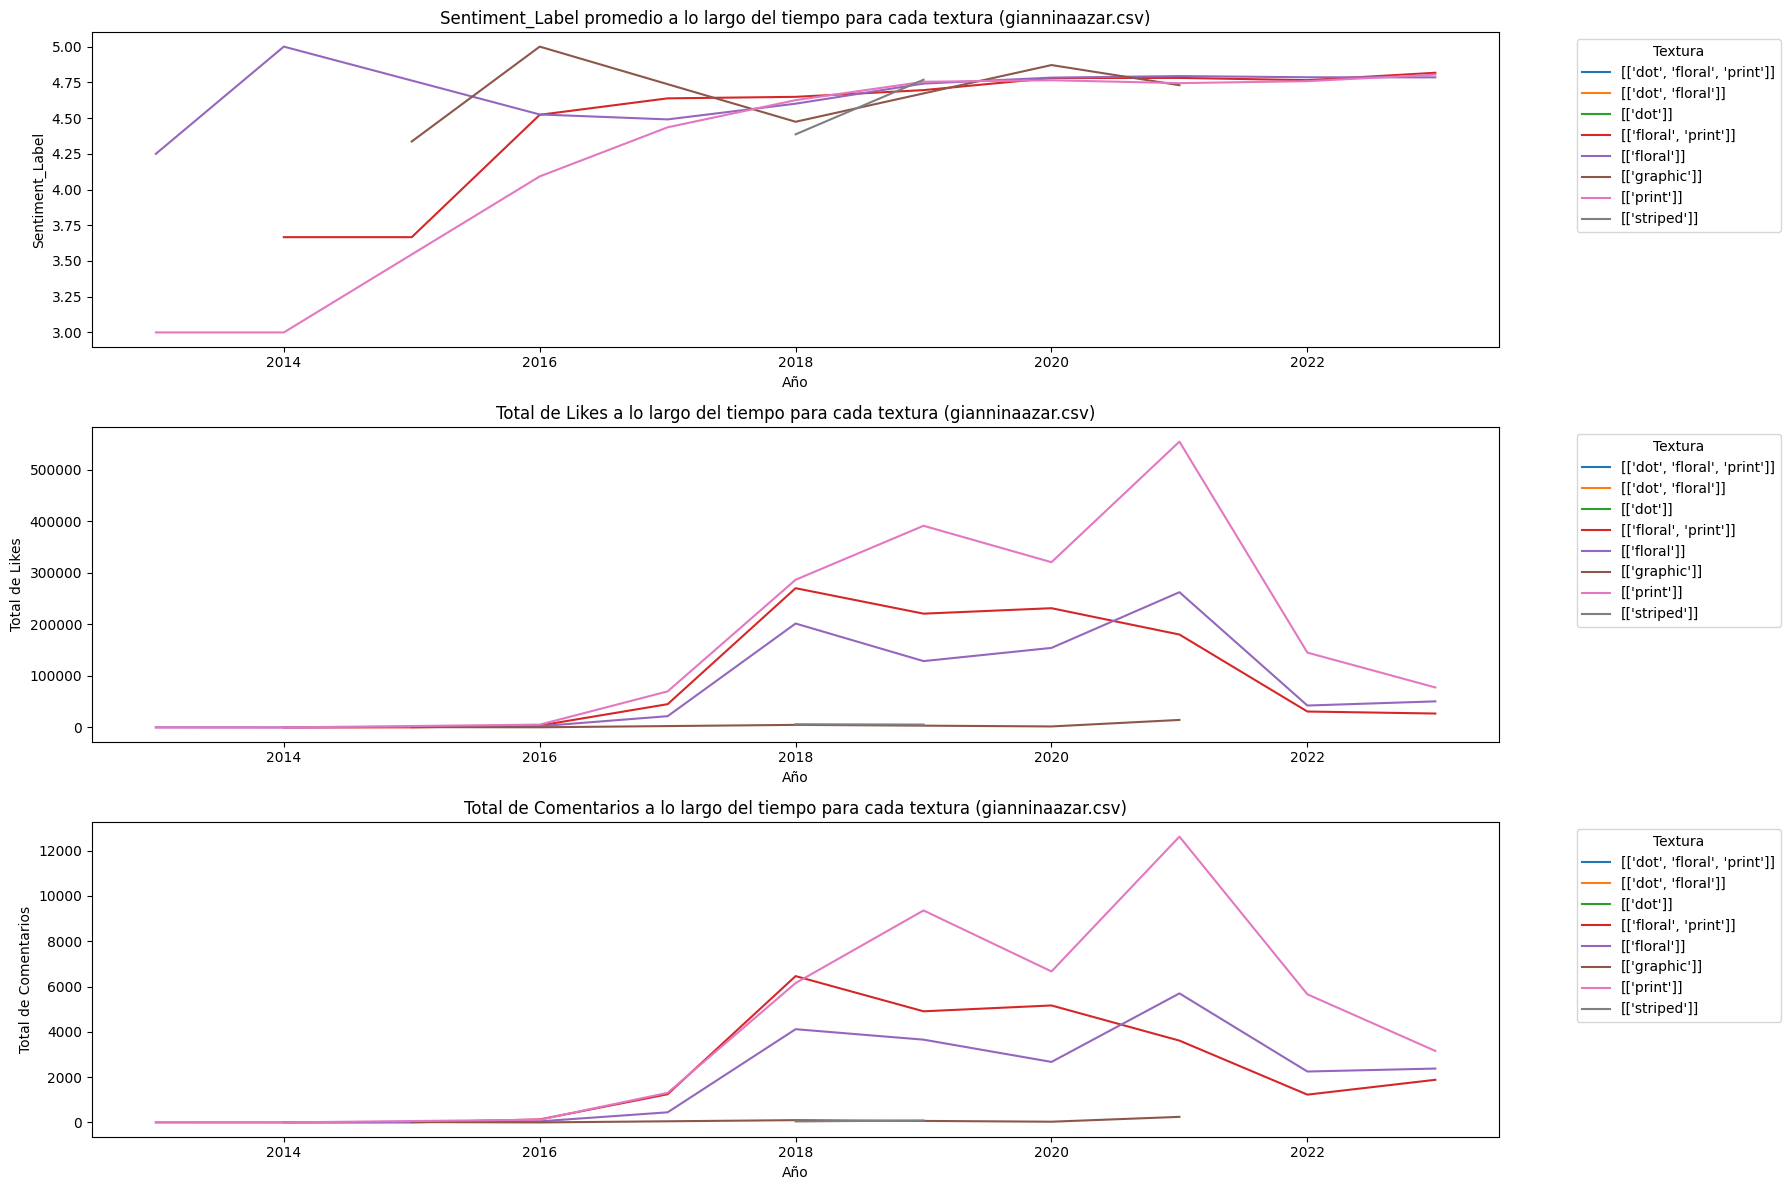 Sentiment_Label promedio a lo largo del tiempo para cada textura (gianninaazar.csv)
Sentiment_Label
5.00
4.75
4.50
4.25
4.00
3.75
3.50
3.25
3.00
2014
2016
2018
2020
2022
Año
Textura
[['dot', 'floral', 'print']]
[['dot', 'floral']]
[['dot']]
[['floral', 'print']]
[['floral']]
[['graphic']]
[['print']]
[['striped']]
Total de Likes a lo largo del tiempo para cada textura (gianninaazar.csv)
Total de Likes
500000
400000
300000
200000
100000
0
2014
2016
2018
2020
2022
Año
Textura
[['dot', 'floral', 'print']]
[['dot', 'floral']]
[['dot']]
[['floral', 'print']]
[['floral']]
[['graphic']]
[['print']]
[['striped']]
Total de Comentarios a lo largo del tiempo para cada textura (gianninaazar.csv)
Total de Comentarios
12000
10000
8000
6000
4000
2000
0
2014
2016
2018
2020
2022
Año
Textura
[['dot', 'floral', 'print']]
[['dot', 'floral']]
[['dot']]
[['floral', 'print']]
[['floral']]
[['graphic']]
[['print']]
[['striped']]